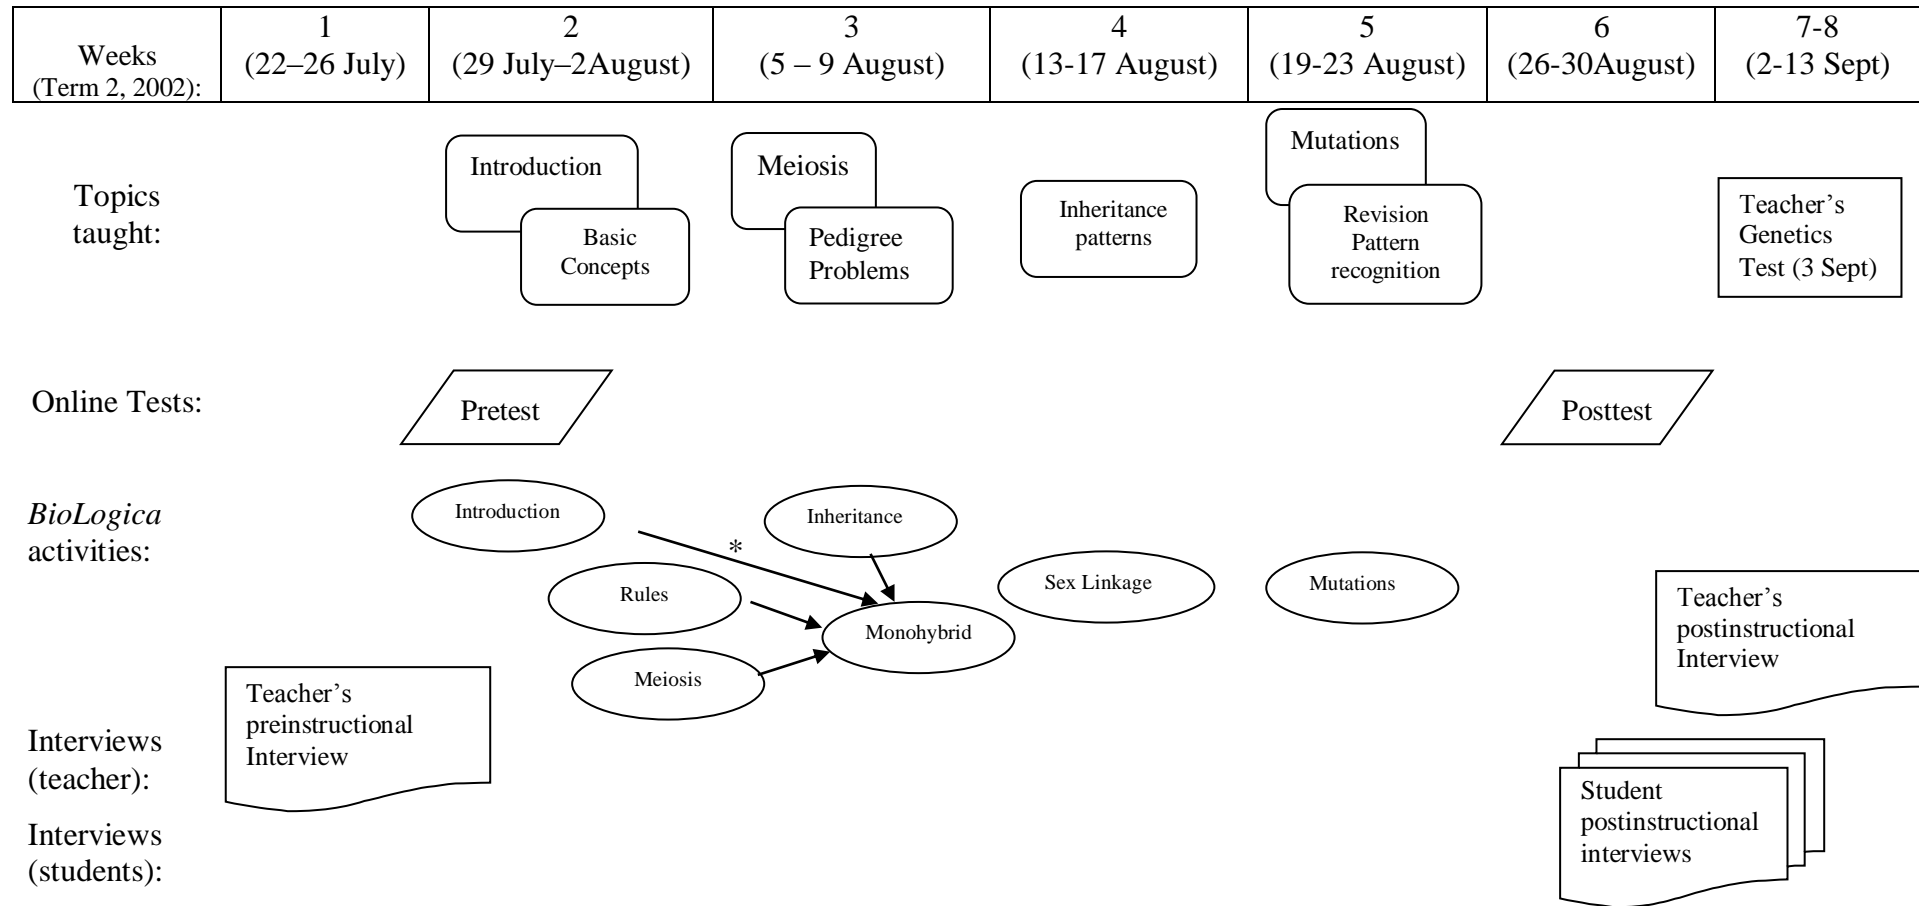 Weeks
(Term 2, 2002):
1
(22–26 July)
2
(29 July–2August)
3
(5 – 9 August)
4
(13-17 August)
5
(19-23 August)
6
(26-30August)
7-8
(2-13 Sept)
Topics
taught:
Introduction
Basic
Concepts
Meiosis
Pedigree
Problems
Inheritance
patterns
Mutations
Revision
Pattern
recognition
Teacher’s
Genetics
Test (3 Sept)
Online Tests:
Pretest
Posttest
BioLogica
activities:
Introduction
*
Inheritance
Rules
Monohybrid
Meiosis
Sex Linkage
Mutations
Interviews
(teacher):
Teacher’s
preinstructional
Interview
Teacher’s
postinstructional
Interview
Interviews
(students):
Student
postinstructional
interviews